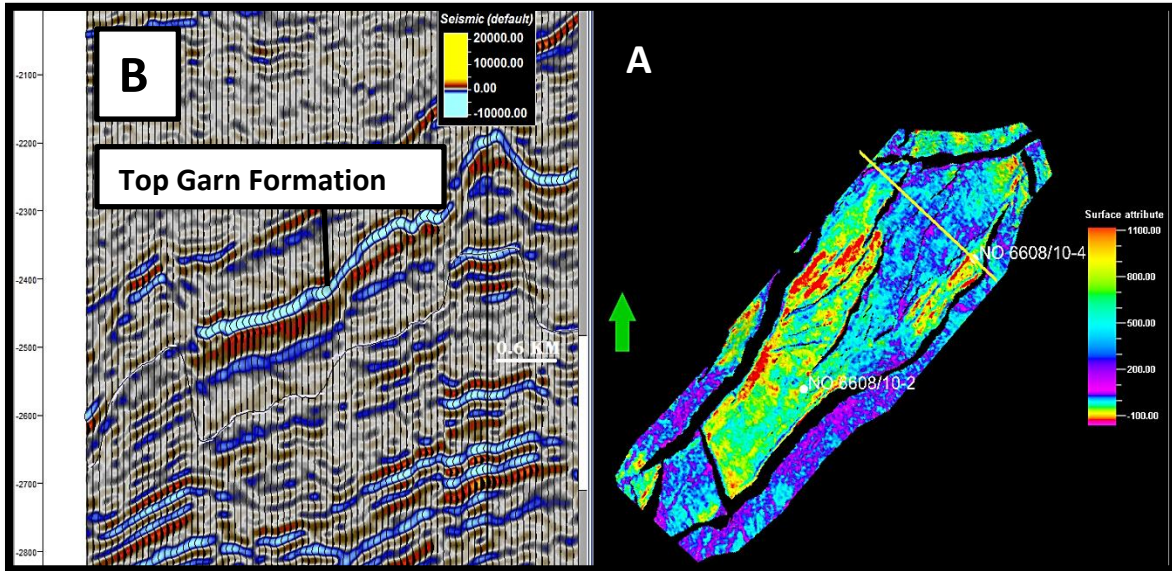 B
Seismic (default)
20000.00
10000.00
0.00
-10000.00
Top Garn Formation
-2100
-2200
-2300
-2400
-2500
-2600
-2700
-2800
0.6 KM
A
NO 6608/10-4
NO 6608/10-2
Surface attribute
1100.00
800.00
500.00
200.00
-100.00